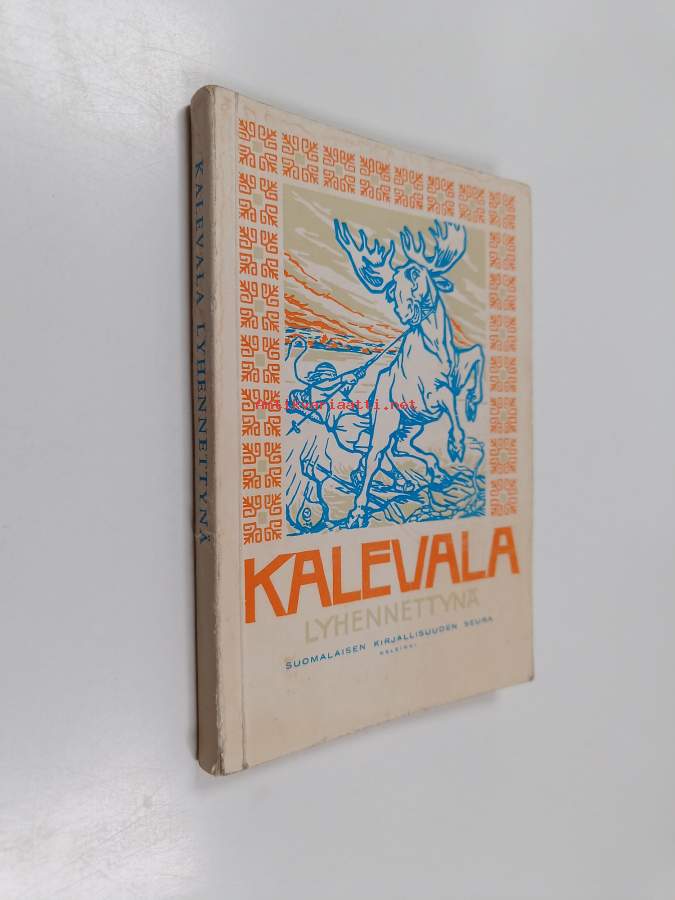 KALEVALA LYHENNETTYNÄ
antikvariaatti.net
KALEVALA
LYHENNETTYNÄ
SUOMALAISEN KIRJALLISUUDEN SEURA
HELSINKI